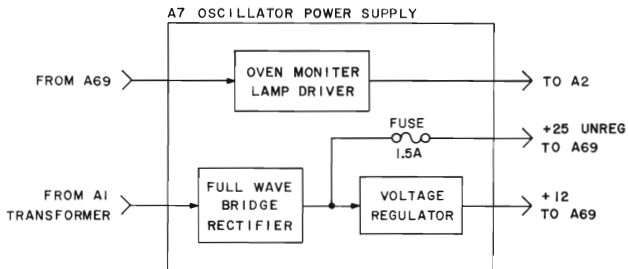 A7 OSCILLATOR POWER SUPPLY
FROM A69
OVEN MONITER
LAMP DRIVER
TO A2
FUSE
1.5A
+25 UNREG
TO A69
FROM A1
TRANSFORMER
FULL WAVE
BRIDGE
RECTIFIER
VOLTAGE
REGULATOR
+12
TO A69